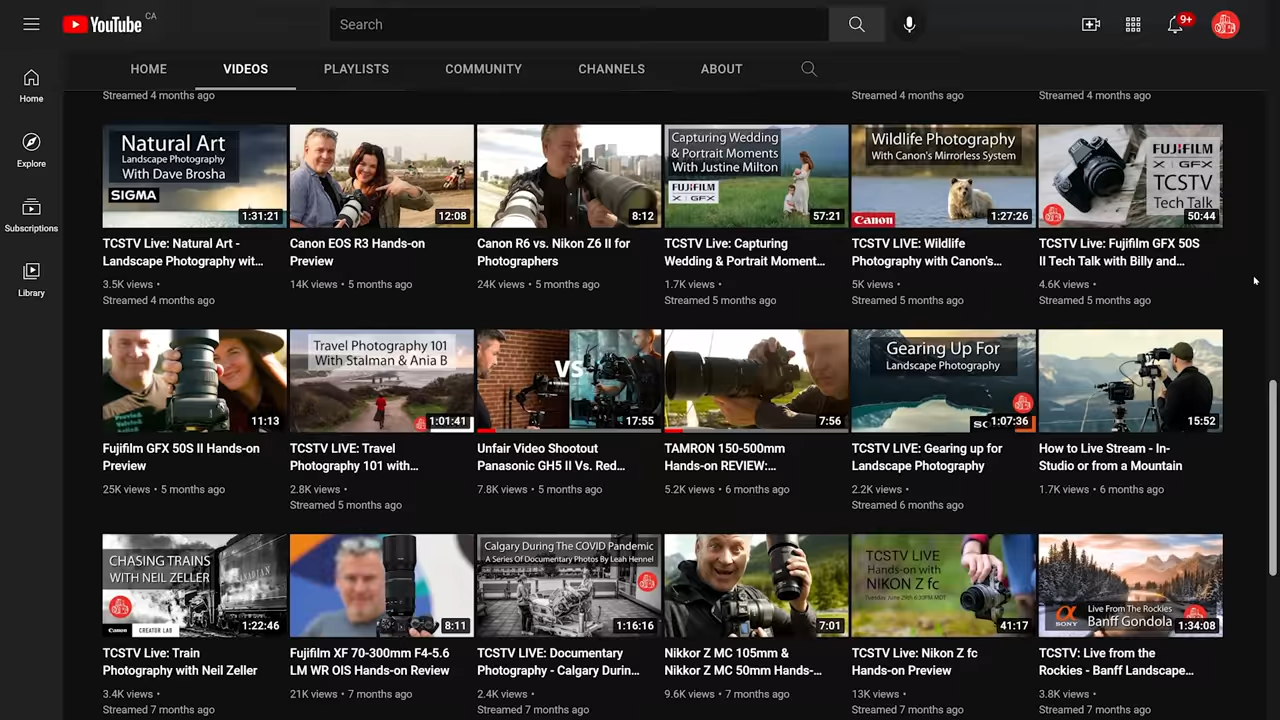 YouTube CA
Search
9+
HOME
VIDEOS
PLAYLISTS
COMMUNITY
CHANNELS
ABOUT
Home
Explore
Subscriptions
Library
Streamed 4 months ago
Streamed 4 months ago
Streamed 4 months ago
Natural Art
Landscape Photography
With Dave Brosha
SIGMA
1:31:21
TCSTV Live: Natural Art -
Landscape Photography wit...
3.5K views •
Streamed 4 months ago
12:08
Canon EOS R3 Hands-on
Preview
14K views • 5 months ago
8:12
Canon R6 vs. Nikon Z6 II for
Photographers
24K views • 5 months ago
Capturing Wedding
& Portrait Moments
With Justine Milton
FUJIFILM
X GFX
57:21
TCSTV LIVE: Capturing
Wedding & Portrait Moment...
1.7K views •
Streamed 5 months ago
Wildlife Photography
With Canon's Mirrorless System
Canon
1:27:26
TCSTV LIVE: Wildlife
Photography with Canon's...
5K views •
Streamed 5 months ago
FUJIFILM
X GFX
TCSTV
Tech Talk
50:44
TCSTV Live: Fujifilm GFX 50S
II Tech Talk with Billy and...
4.6K views •
Streamed 5 months ago
11:13
Fujifilm GFX 50S II Hands-on
Preview
25K views • 5 months ago
Travel Photography 101
With Stalman & Ania B
1:01:41
TCSTV LIVE: Travel
Photography 101 with...
2.8K views •
Streamed 5 months ago
VS
17:55
Unfair Video Shootout
Panasonic GH5 II Vs. Red...
7.8K views • 5 months ago
7:56
TAMRON 150-500mm
Hands-on REVIEW:...
5.2K views • 6 months ago
Gearing Up For
Landscape Photography
1:07:36
TCSTV LIVE: Gearing up for
Landscape Photography
2.2K views •
Streamed 6 months ago
15:52
How to Live Stream - In-
Studio or from a Mountain
1.7K views • 6 months ago
CHASING TRAINS
WITH NEIL ZELLER
CANADIAN
Canon CREATOR LAB
1:22:46
TCSTV Live: Train
Photography with Neil Zeller
3.4K views •
Streamed 7 months ago
8:11
Fujifilm XF 70-300mm F4-5.6
LM WR OIS Hands-on Review
21K views • 7 months ago
Calgary During The COVID Pandemic
A Series Of Documentary Photos By Leah Hennel
1:16:16
TCSTV LIVE: Documentary
Photography - Calgary Durin...
2.4K views •
Streamed 7 months ago
7:01
Nikkor Z MC 105mm &
Nikkor Z MC 50mm Hands-...
9.6K views • 7 months ago
TCSTV LIVE
Hands-on with
NIKON Z fc
Tuesday June 29th 6:30PM MDT
41:17
TCSTV Live: Nikon Z fc
Hands-on Preview
13K views •
Streamed 7 months ago
α
SONY
Live From The Rockies
Banff Gondola
1:34:08
TCSTV: Live from the
Rockies - Banff Landscape...
3.8K views •
Streamed 7 months ago